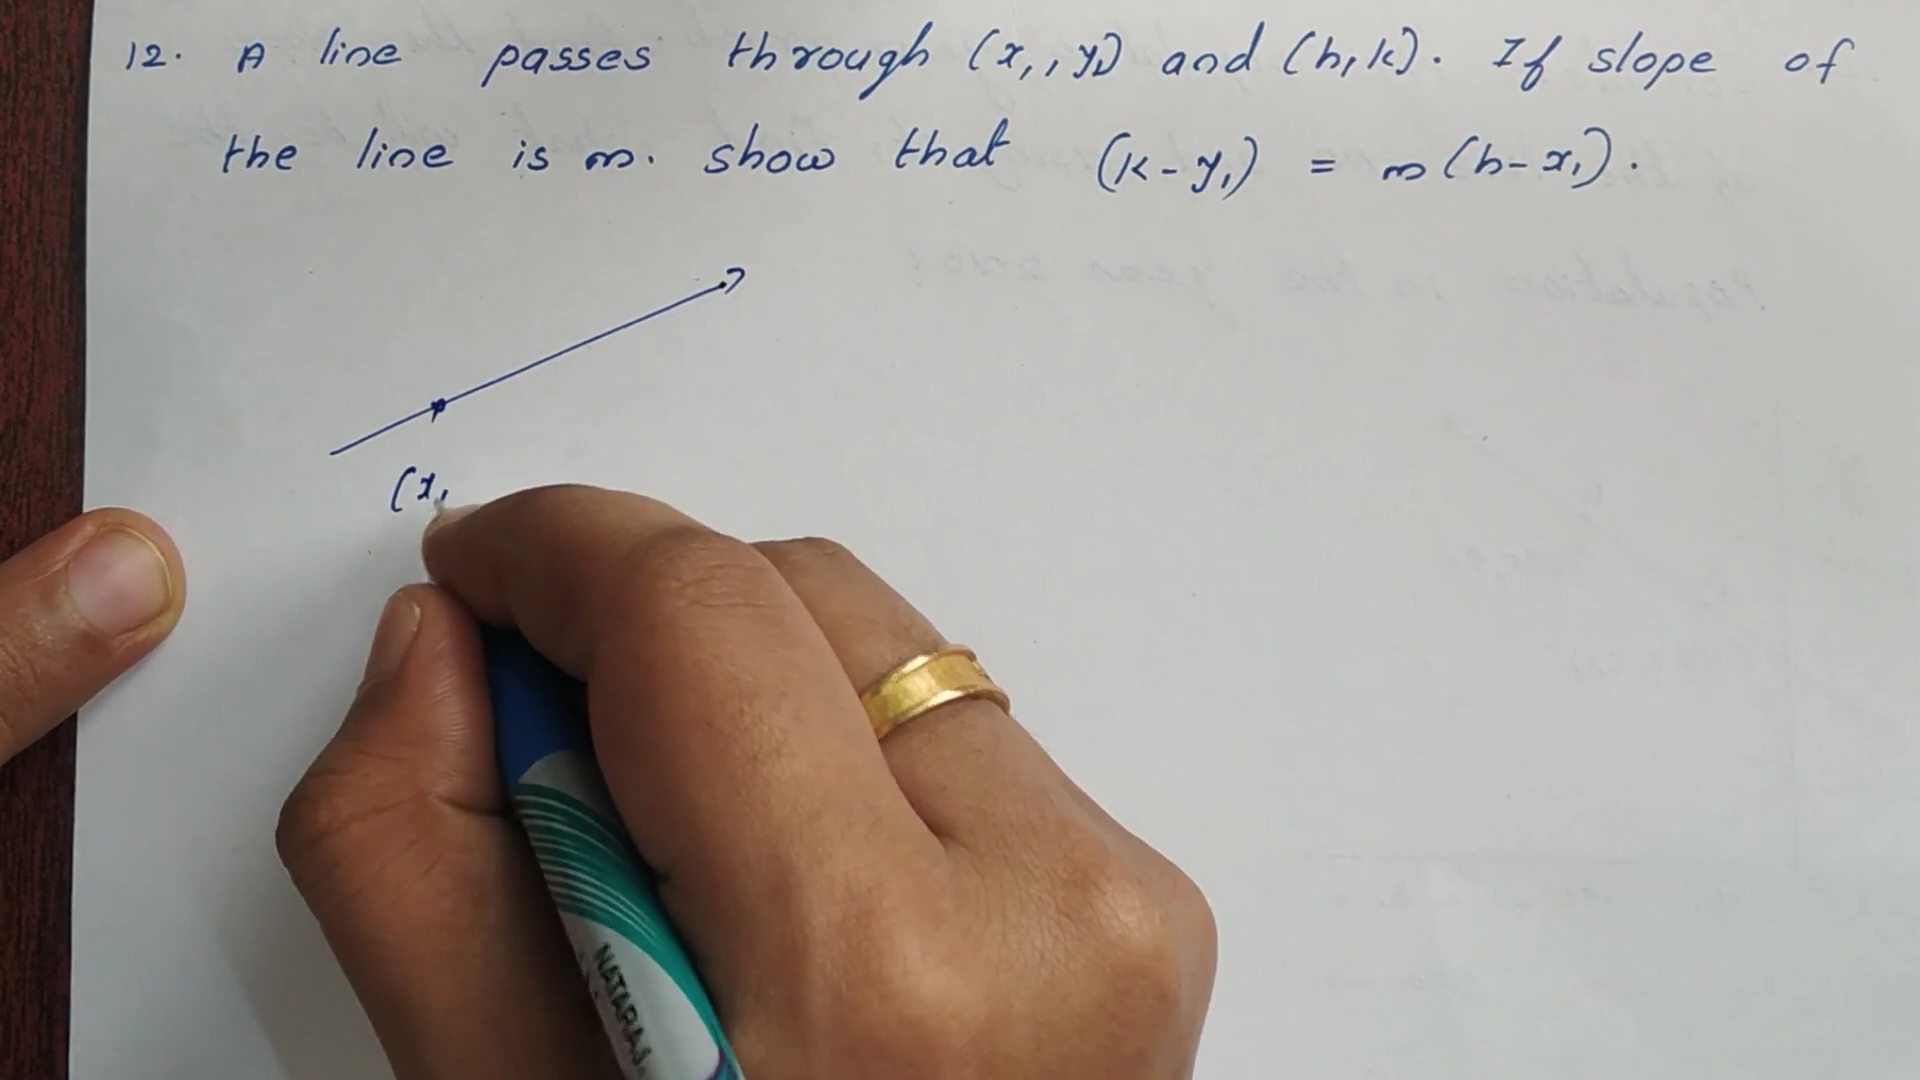 12. A line passes through (x₁, y₁) and (h, k). If slope of
the line is m. show that (k - y₁) = m (h - x₁).
(x₁
NATARAJ